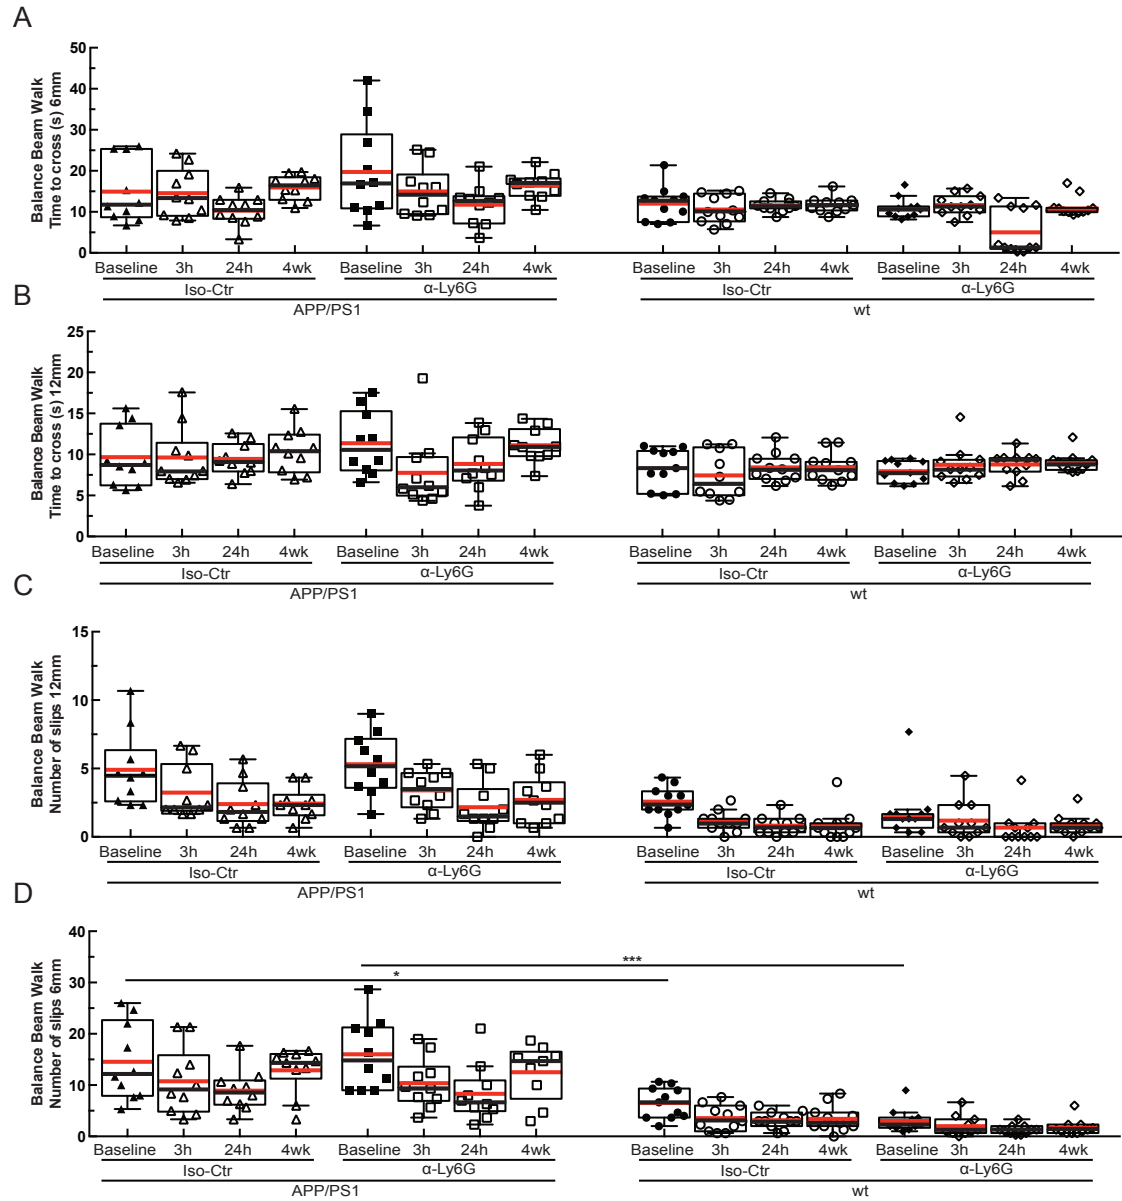 A
Balance Beam Walk
Time to cross (s) 6mm
50
40
30
20
10
0
Baseline 3h 24h 4wk Baseline 3h 24h 4wk Baseline 3h 24h 4wk Baseline 3h 24h 4wk
Iso-Ctr α-Ly6G Iso-Ctr α-Ly6G
APP/PS1 wt
B
Balance Beam Walk
Time to cross (s) 12mm
25
20
15
10
5
0
Baseline 3h 24h 4wk Baseline 3h 24h 4wk Baseline 3h 24h 4wk Baseline 3h 24h 4wk
Iso-Ctr α-Ly6G Iso-Ctr α-Ly6G
APP/PS1 wt
C
Balance Beam Walk
Number of slips 12mm
15
10
5
0
Baseline 3h 24h 4wk Baseline 3h 24h 4wk Baseline 3h 24h 4wk Baseline 3h 24h 4wk
Iso-Ctr α-Ly6G Iso-Ctr α-Ly6G
APP/PS1 wt
D
Balance Beam Walk
Number of slips 6mm
40
30
20
10
0
***
*
Baseline 3h 24h 4wk Baseline 3h 24h 4wk Baseline 3h 24h 4wk Baseline 3h 24h 4wk
Iso-Ctr α-Ly6G Iso-Ctr α-Ly6G
APP/PS1 wt